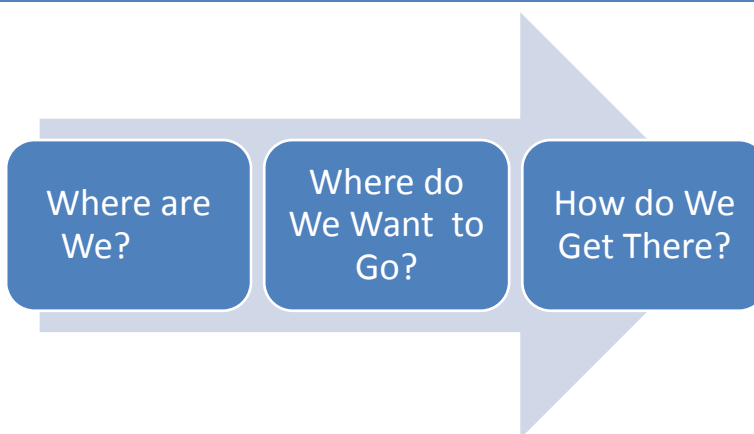 Where are
We?
Where do
We Want  to
Go?
How do We
Get There?